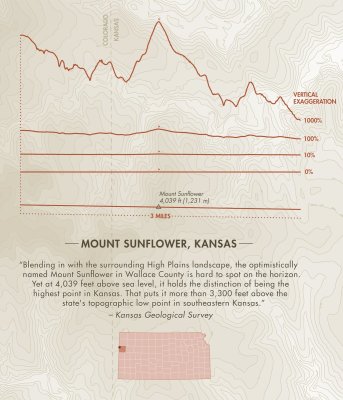 COLORADO
KANSAS
VERTICAL
EXAGGERATION
1000%
100%
10%
0%
Mount Sunflower
4,039 ft (1,231 m)
3 MILES
MOUNT SUNFLOWER, KANSAS
"Blending in with the surrounding High Plains landscape, the optimistically
named Mount Sunflower in Wallace County is hard to spot on the horizon.
Yet at 4,039 feet above sea level, it holds the distinction of being the
highest point in Kansas. That puts it more than 3,300 feet above the
state's topographic low point in southeastern Kansas."
– Kansas Geological Survey